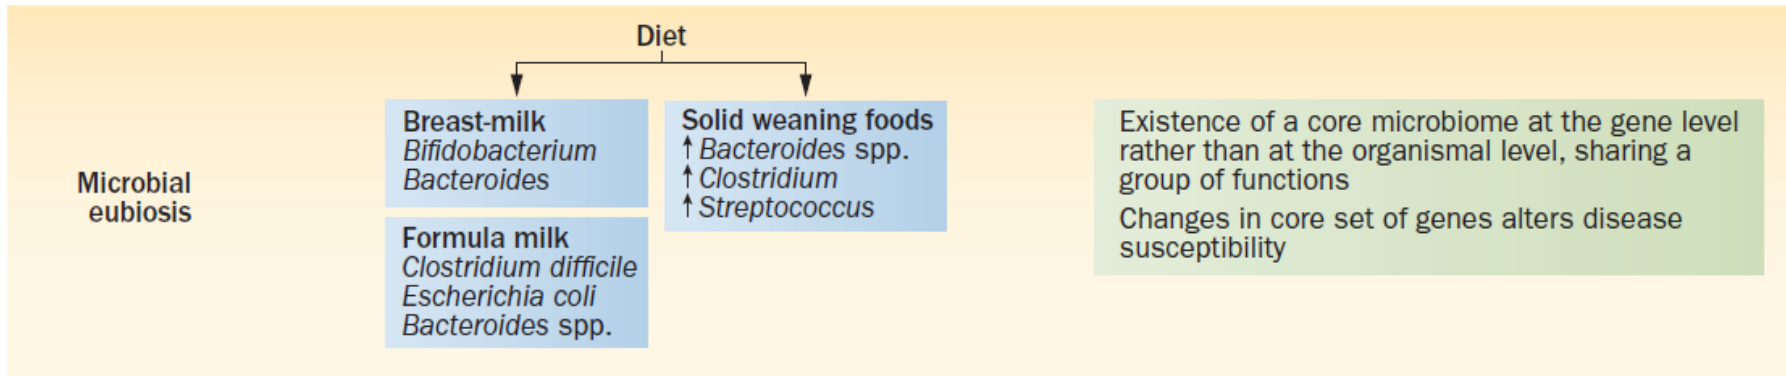 Diet
Breast-milk
Bifidobacterium
Bacteroides
Solid weaning foods
↑ Bacteroides spp.
↑ Clostridium
↑ Streptococcus
Microbial
eubiosis
Formula milk
Clostridium difficile
Escherichia coli
Bacteroides spp.
Existence of a core microbiome at the gene level
rather than at the organismal level, sharing a
group of functions
Changes in core set of genes alters disease
susceptibility